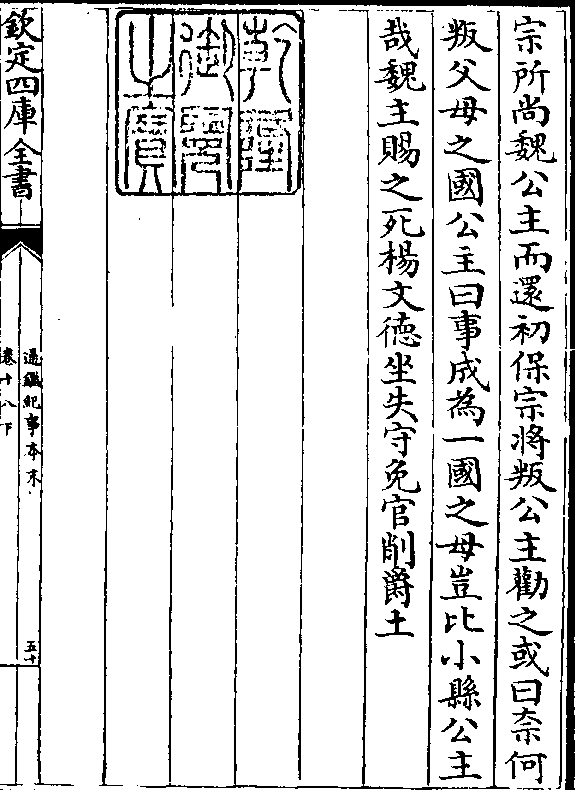 宗所尚魏公主而還初保宗將叛公主勸之或曰柰何
叛父母之國公主曰事成為一國之母豈比小縣公主
哉魏主賜之死楊文德坐失守免官削爵土
乾隆
御覽
之寶
欽定四庫全書
通鑑紀事本末
卷十八下
五十